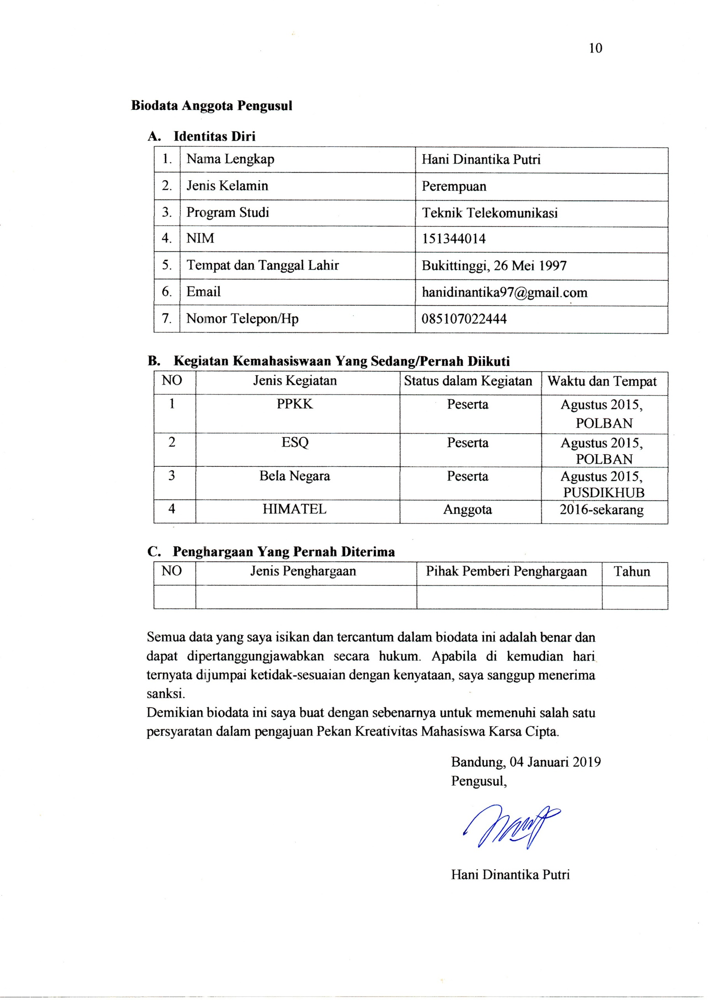 10
Biodata Anggota Pengusul
A. Identitas Diri
1. Nama Lengkap Hani Dinantika Putri
2. Jenis Kelamin Perempuan
3. Program Studi Teknik Telekomunikasi
4. NIM 151344014
5. Tempat dan Tanggal Lahir Bukittinggi, 26 Mei 1997
6. Email hanidinantika97@gmail.com
7. Nomor Telepon/Hp 085107022444
B. Kegiatan Kemahasiswaan Yang Sedang/Pernah Diikuti
NO Jenis Kegiatan Status dalam Kegiatan Waktu dan Tempat
1 PPKK Peserta Agustus 2015,
POLBAN
2 ESQ Peserta Agustus 2015,
POLBAN
3 Bela Negara Peserta Agustus 2015,
PUSDIKHUB
4 HIMATEL Anggota 2016-sekarang
C. Penghargaan Yang Pernah Diterima
NO Jenis Penghargaan Pihak Pemberi Penghargaan Tahun
Semua data yang saya isikan dan tercantum dalam biodata ini adalah benar dan
dapat dipertanggungjawabkan secara hukum. Apabila di kemudian hari
ternyata dijumpai ketidak-sesuaian dengan kenyataan, saya sanggup menerima
sanksi.
Demikian biodata ini saya buat dengan sebenarnya untuk memenuhi salah satu
persyaratan dalam pengajuan Pekan Kreativitas Mahasiswa Karsa Cipta.
Bandung, 04 Januari 2019
Pengusul,
Hani Dinantika Putri